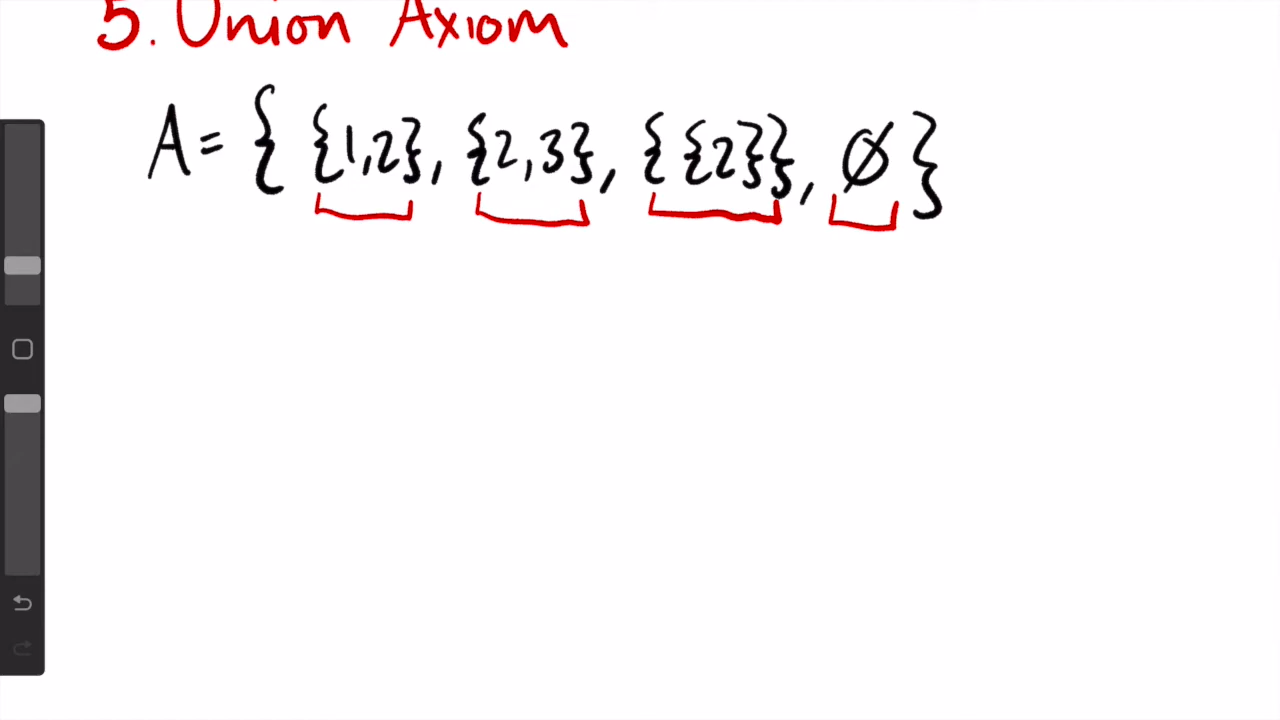 5. Union Axiom
A = { {1,2}, {2,3}, {{2}}, ∅ }